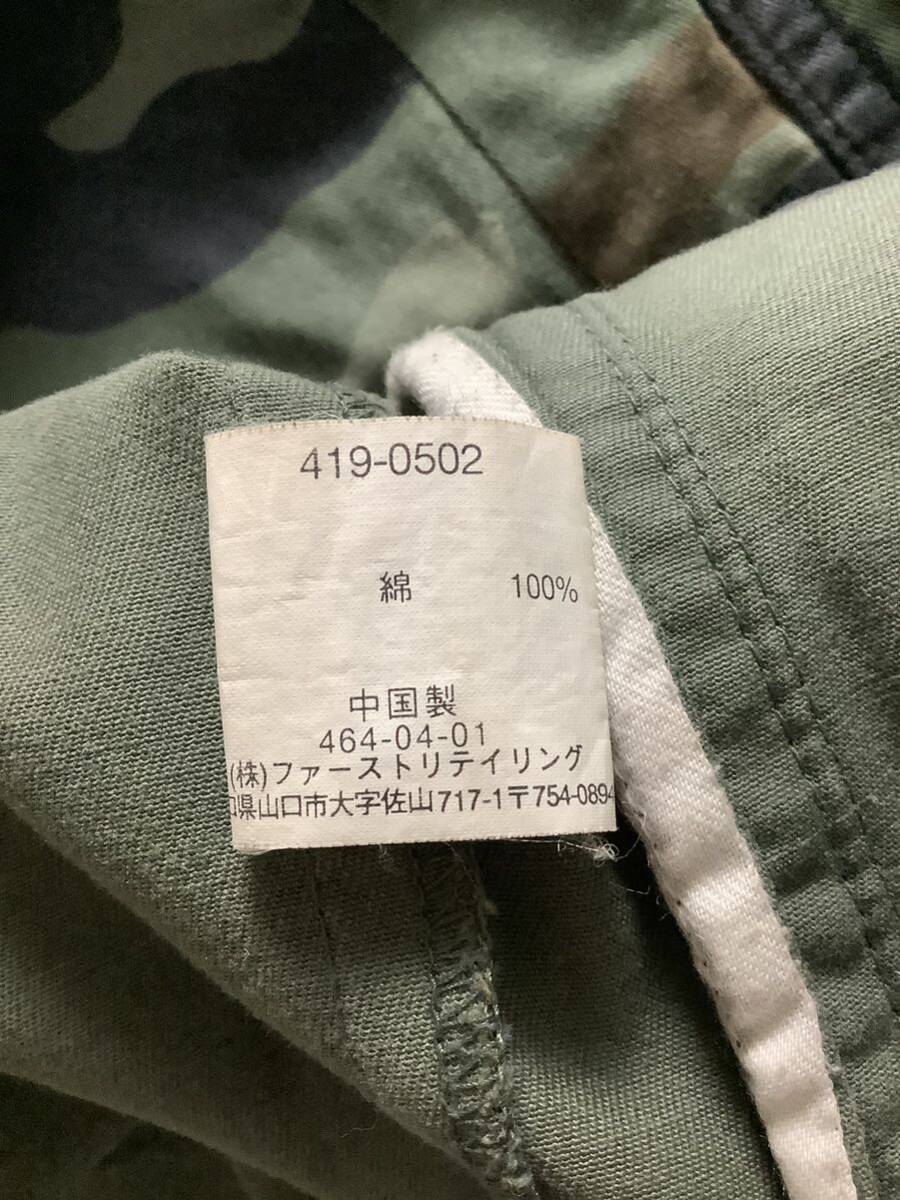 419-0502
綿 100%
中国製
464-04-01
(株)ファーストリテイリング
県山口市大字佐山717-1〒754-0894